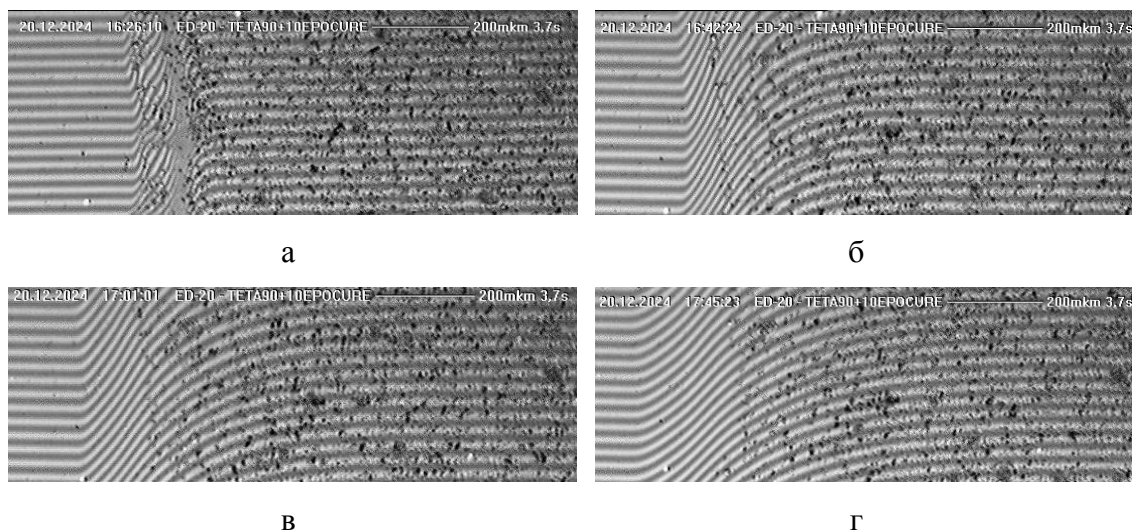 20.12.2024 16:26:10 ED-20 - TETA90+10EPOCURE 200mkm 3,7s
20.12.2024 16:42:22 ED-20 - TETA90+10EPOCURE 200mkm 3,7s
а
б
20.12.2024 17:01:01 ED-20 - TETA90+10EPOCURE 200mkm 3,7s
20.12.2024 17:45:23 ED-20 - TETA90+10EPOCURE 200mkm 3,7s
в
г